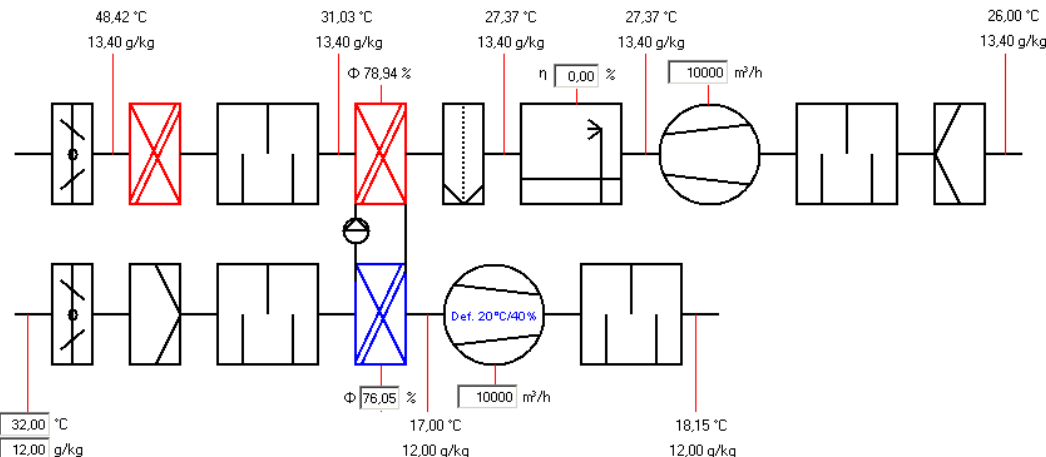 48,42 °C 31,03 °C 27,37 °C 27,37 °C 26,00 °C
13,40 g/kg 13,40 g/kg 13,40 g/kg 13,40 g/kg 13,40 g/kg
Φ 78,94 % η 0,00 % 10000 m³/h
Def. 20°C/40%
Φ 76,05 % 10000 m³/h
32,00 °C 17,00 °C 18,15 °C
12,00 g/kg 12,00 g/kg 12,00 g/kg